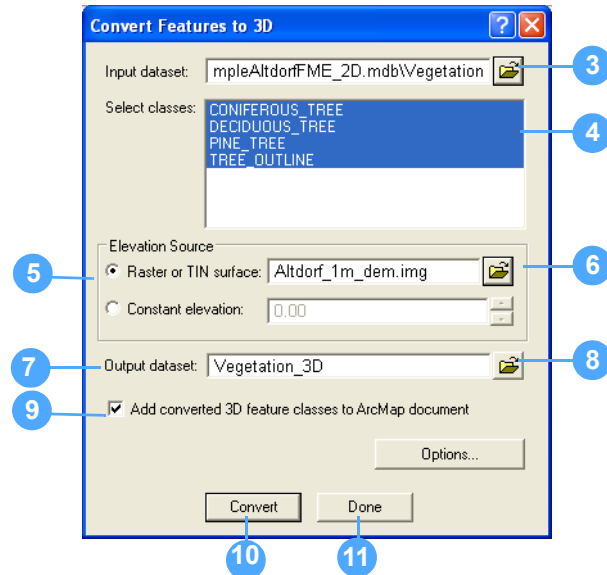 Convert Features to 3D
Input dataset: mpleAltdorfFME_2D.mdb\Vegetation 3
Select classes: CONIFEROUS_TREE
DECIDUOUS_TREE 4
PINE_TREE
TREE_OUTLINE
Elevation Source
5 Raster or TIN surface: Altdorf_1m_dem.img 6
Constant elevation: 0.00
7 Output dataset: Vegetation_3D 8
9 Add converted 3D feature classes to ArcMap document
Options...
Convert Done
10 11